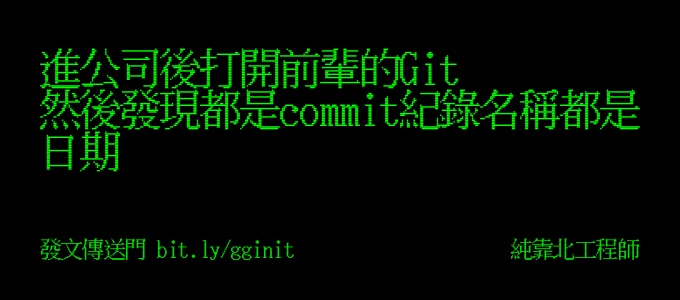 進公司後打開前輩的Git
然後發現都是commit紀錄名稱都是
日期
發文傳送門 bit.ly/gginit
純靠北工程師